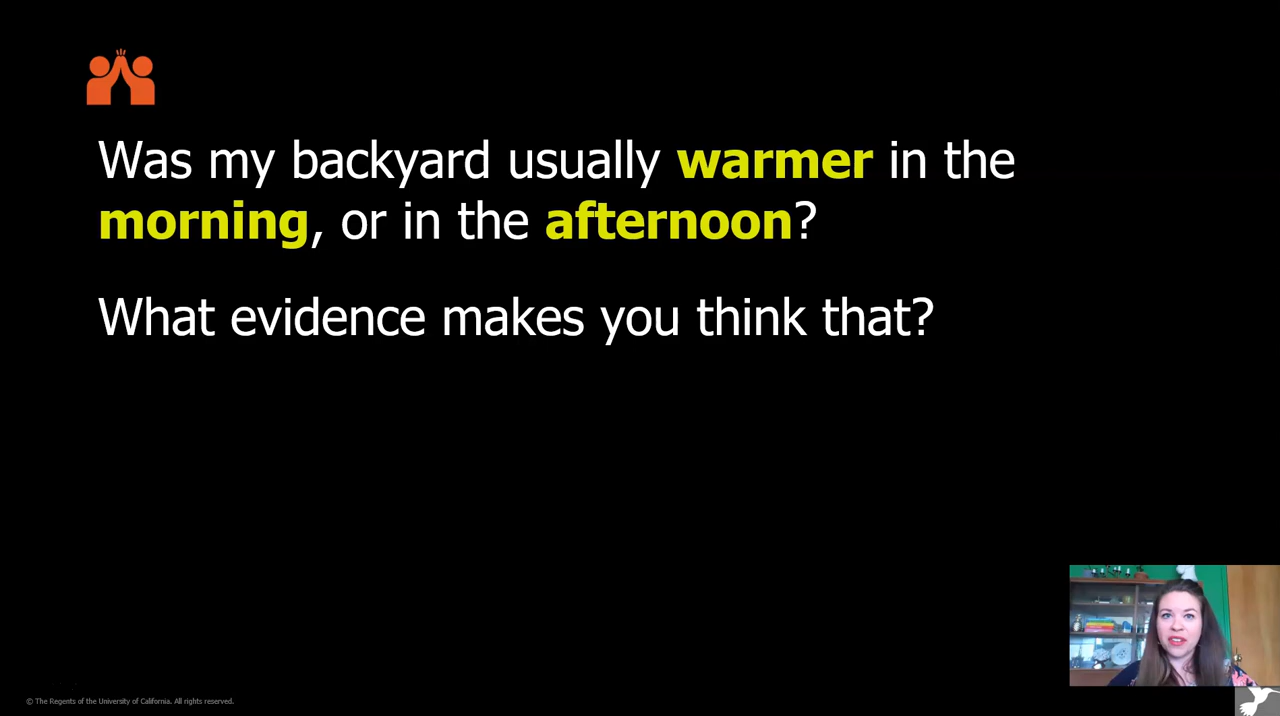 Was my backyard usually warmer in the
morning, or in the afternoon?
What evidence makes you think that?
© The Regents of the University of California. All rights reserved.